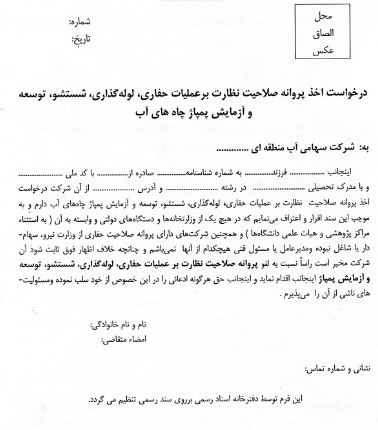 محل
الصاق
عکس
شماره:
تاریخ:
درخواست اخذ پروانه صلاحیت نظارت بر عملیات حفاری، لوله‌گذاری، شستشو، توسعه
و آزمایش پمپاژ چاه های آب
به: شرکت سهامی آب منطقه ای ..............
اینجانب .................. فرزند .................. به شماره شناسنامه .................. صادره از .................. با کد ملی ..................
و با مدرک تحصیلی .................. در رشته .................. و آدرس .................. از آن شرکت درخواست
اخذ پروانه صلاحیت نظارت بر عملیات حفاری، لوله‌گذاری، شستشو، توسعه و آزمایش پمپاژ چاه‌های آب دارم و به
موجب این سند اقرار و اعتراف می‌نمایم که در هیچ یک از وزارتخانه‌ها و دستگاه‌های دولتی و وابسته به آن ( به استثناء
مراکز پژوهشی و هیات علمی دانشگاه‌ها ) و همچنین شرکت‌های دارای پروانه صلاحیت حفاری از وزارت نیرو، سهام-
دار یا شاغل نبوده ومدیرعامل یا مسئول فنی هیچکدام از آنها نمی‌باشم و چنانچه خلاف اظهار فوق ثابت شود آن
شرکت مخیر است راساً نسبت به لغو پروانه صلاحیت نظارت بر عملیات حفاری، لوله‌گذاری، شستشو، توسعه
و آزمایش پمپاژ اینجانب اقدام نماید و اینجانب حق هرگونه ادعائی را در این خصوص از خود سلب نموده ومسئولیت-
های ناشی از آن را می‌پذیرم .
نام و نام خانوادگی:
امضاء متقاضی:
نشانی و شماره تماس:
این فرم توسط دفترخانه اسناد رسمی برروی سند رسمی تنظیم می گردد.